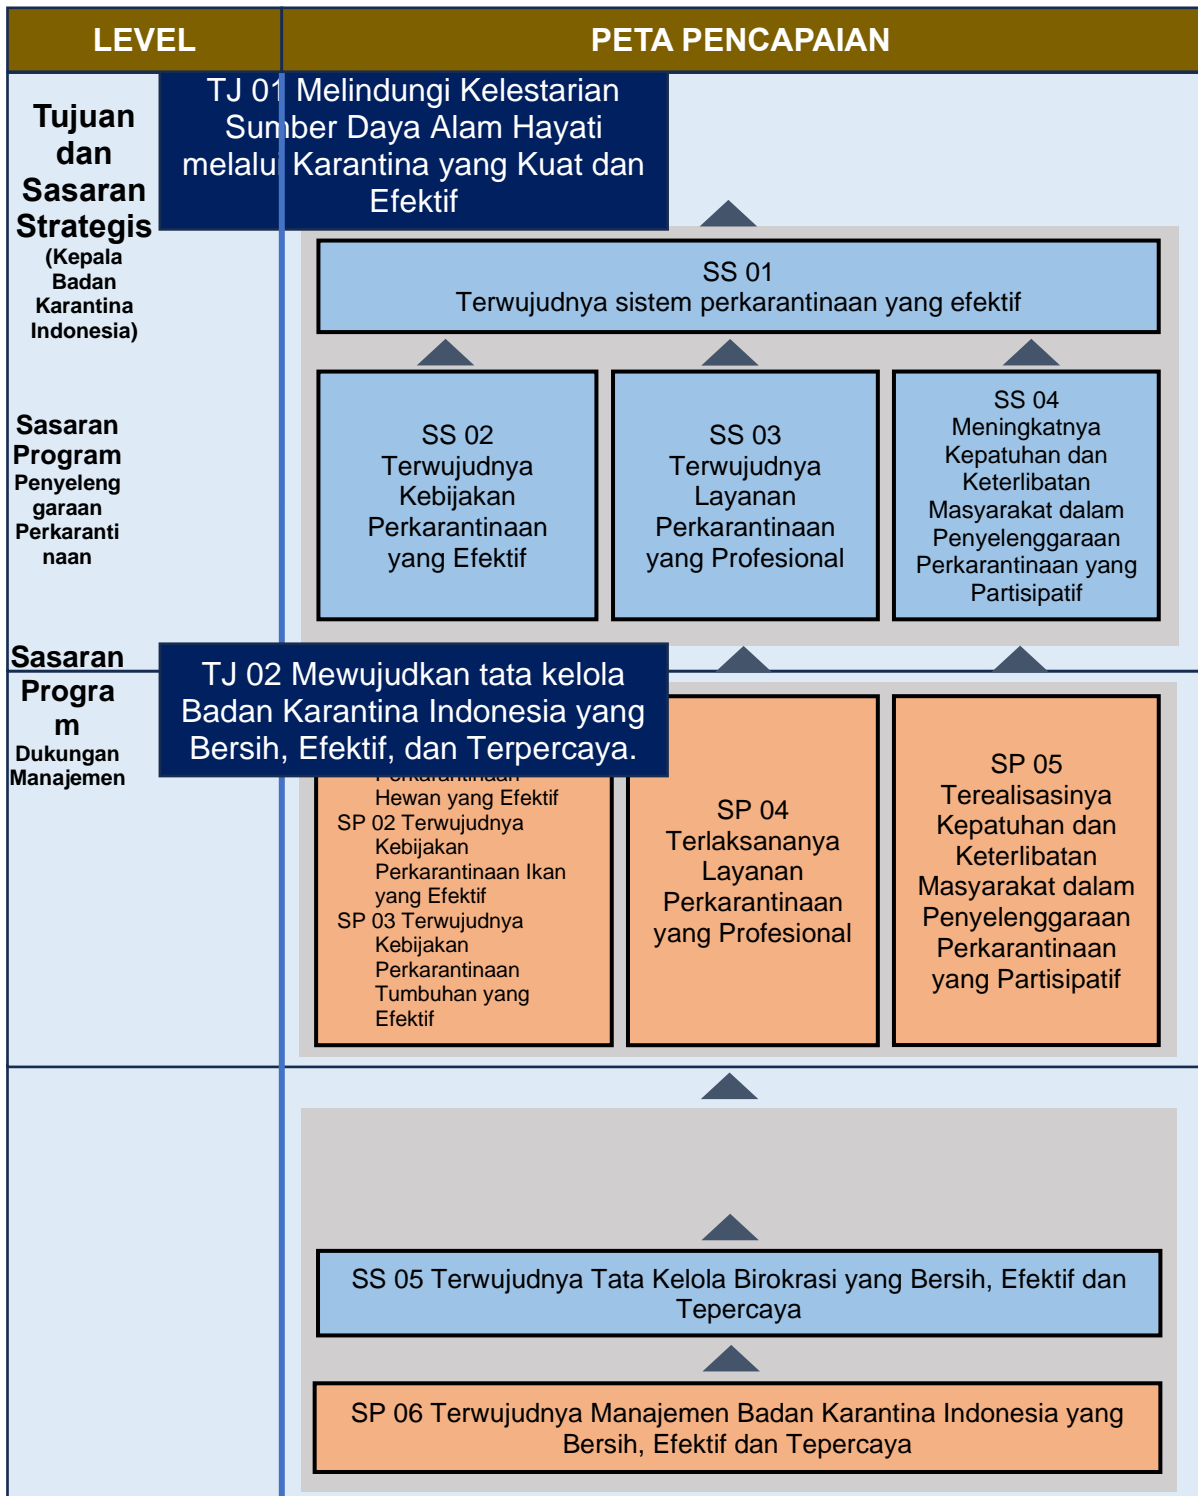 LEVEL
PETA PENCAPAIAN
Tujuan
dan
Sasaran
Strategis
(Kepala
Badan
Karantina
Indonesia)
TJ 01 Melindungi Kelestarian
Sumber Daya Alam Hayati
melalui Karantina yang Kuat dan
Efektif
SS 01
Terwujudnya sistem perkarantinaan yang efektif
Sasaran
Program
Penyeleng
garaan
Perkaranti
naan
SS 02
Terwujudnya
Kebijakan
Perkarantinaan
yang Efektif
SS 03
Terwujudnya
Layanan
Perkarantinaan
yang Profesional
SS 04
Meningkatnya
Kepatuhan dan
Keterlibatan
Masyarakat dalam
Penyelenggaraan
Perkarantinaan yang
Partisipatif
Sasaran
Progra
m
Dukungan
Manajemen
TJ 02 Mewujudkan tata kelola
Badan Karantina Indonesia yang
Bersih, Efektif, dan Terpercaya.
Perkarantinaan
Hewan yang Efektif
SP 02 Terwujudnya
Kebijakan
Perkarantinaan Ikan
yang Efektif
SP 03 Terwujudnya
Kebijakan
Perkarantinaan
Tumbuhan yang
Efektif
SP 04
Terlaksananya
Layanan
Perkarantinaan
yang Profesional
SP 05
Terealisasinya
Kepatuhan dan
Keterlibatan
Masyarakat dalam
Penyelenggaraan
Perkarantinaan
yang Partisipatif
SS 05 Terwujudnya Tata Kelola Birokrasi yang Bersih, Efektif dan
Tepercaya
SP 06 Terwujudnya Manajemen Badan Karantina Indonesia yang
Bersih, Efektif dan Tepercaya